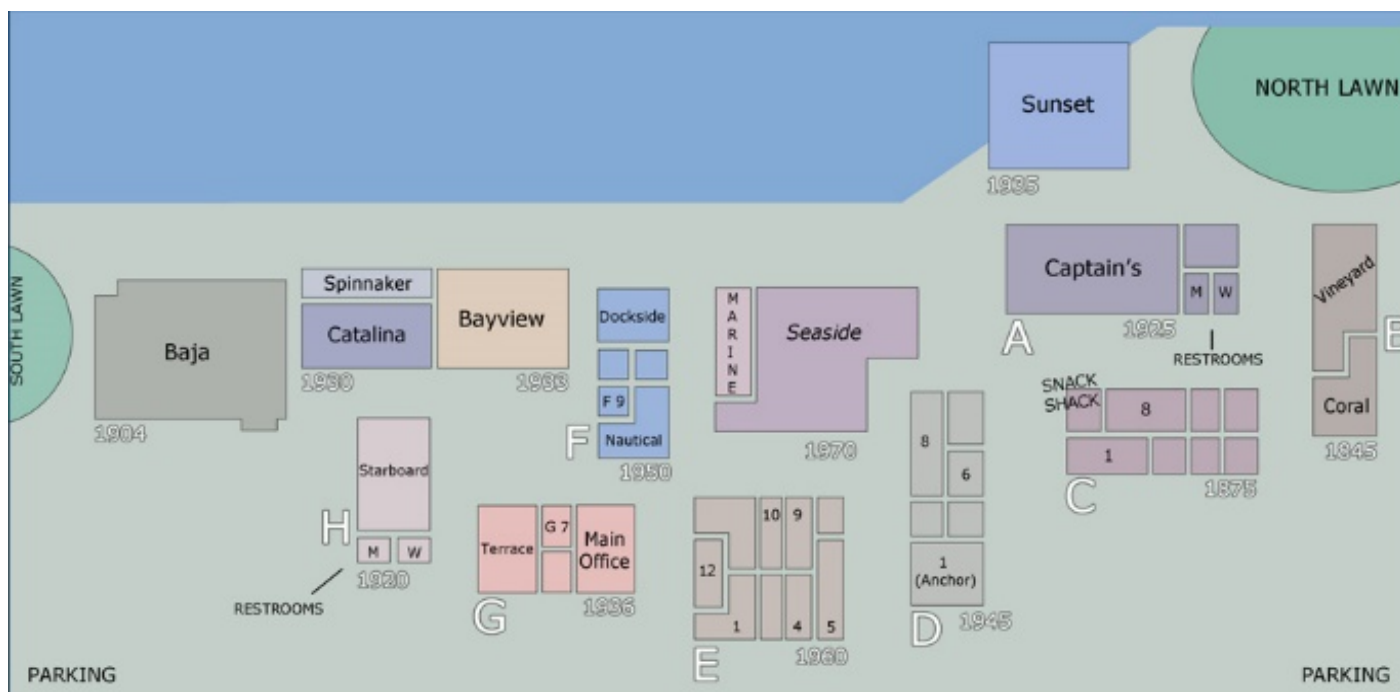 NORTH LAWN
Sunset
1935
SOUTH LAWN
Baja
1904
Spinnaker
Catalina
1930
Bayview
1933
Dockside
F 9
Nautical
F
1950
MARINE
Seaside
1970
Captain's
A
1925
M
W
RESTROOMS
Vineyard
Coral
1845
SNACK
SHACK
8
1
C
1875
Starboard
H
M
W
1920
RESTROOMS
Terrace
G 7
Main
Office
G
1936
10
9
12
1
4
5
E
1960
8
6
1
(Anchor)
D
1945
PARKING
PARKING